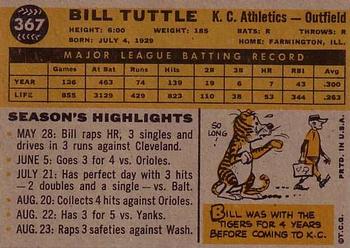 367
BILL TUTTLE K. C. Athletics – Outfield
HEIGHT: 6:00 WEIGHT: 185 BATS: R THROWS: R
BORN: JULY 4, 1929 HOME: FARMINGTON, ILL.
MAJOR LEAGUE BATTING RECORD
Games At Bat Runs Hits 2B 3B HR RBI Avg.
YEAR 126 463 74 139 19 6 7 43 .300
LIFE 855 3129 444 823 110 38 54 344 .263
SEASON'S HIGHLIGHTS
• MAY 28: Bill raps HR, 3 singles and
drives in 3 runs against Cleveland.
• JUNE 5: Goes 3 for 4 vs. Orioles.
• JULY 21: Has perfect day with 3 hits
—2 doubles and a single – vs. Balt.
• AUG. 20: Collects 4 hits against Orioles.
• AUG. 22: Has 3 for 5 vs. Yanks.
• AUG. 23: Raps 3 safeties against Wash.
SO LONG!
BILL WAS WITH THE
TIGERS FOR 4 YEARS
BEFORE COMING TO K.C.
©T.C.G. PRTD. IN U.S.A.